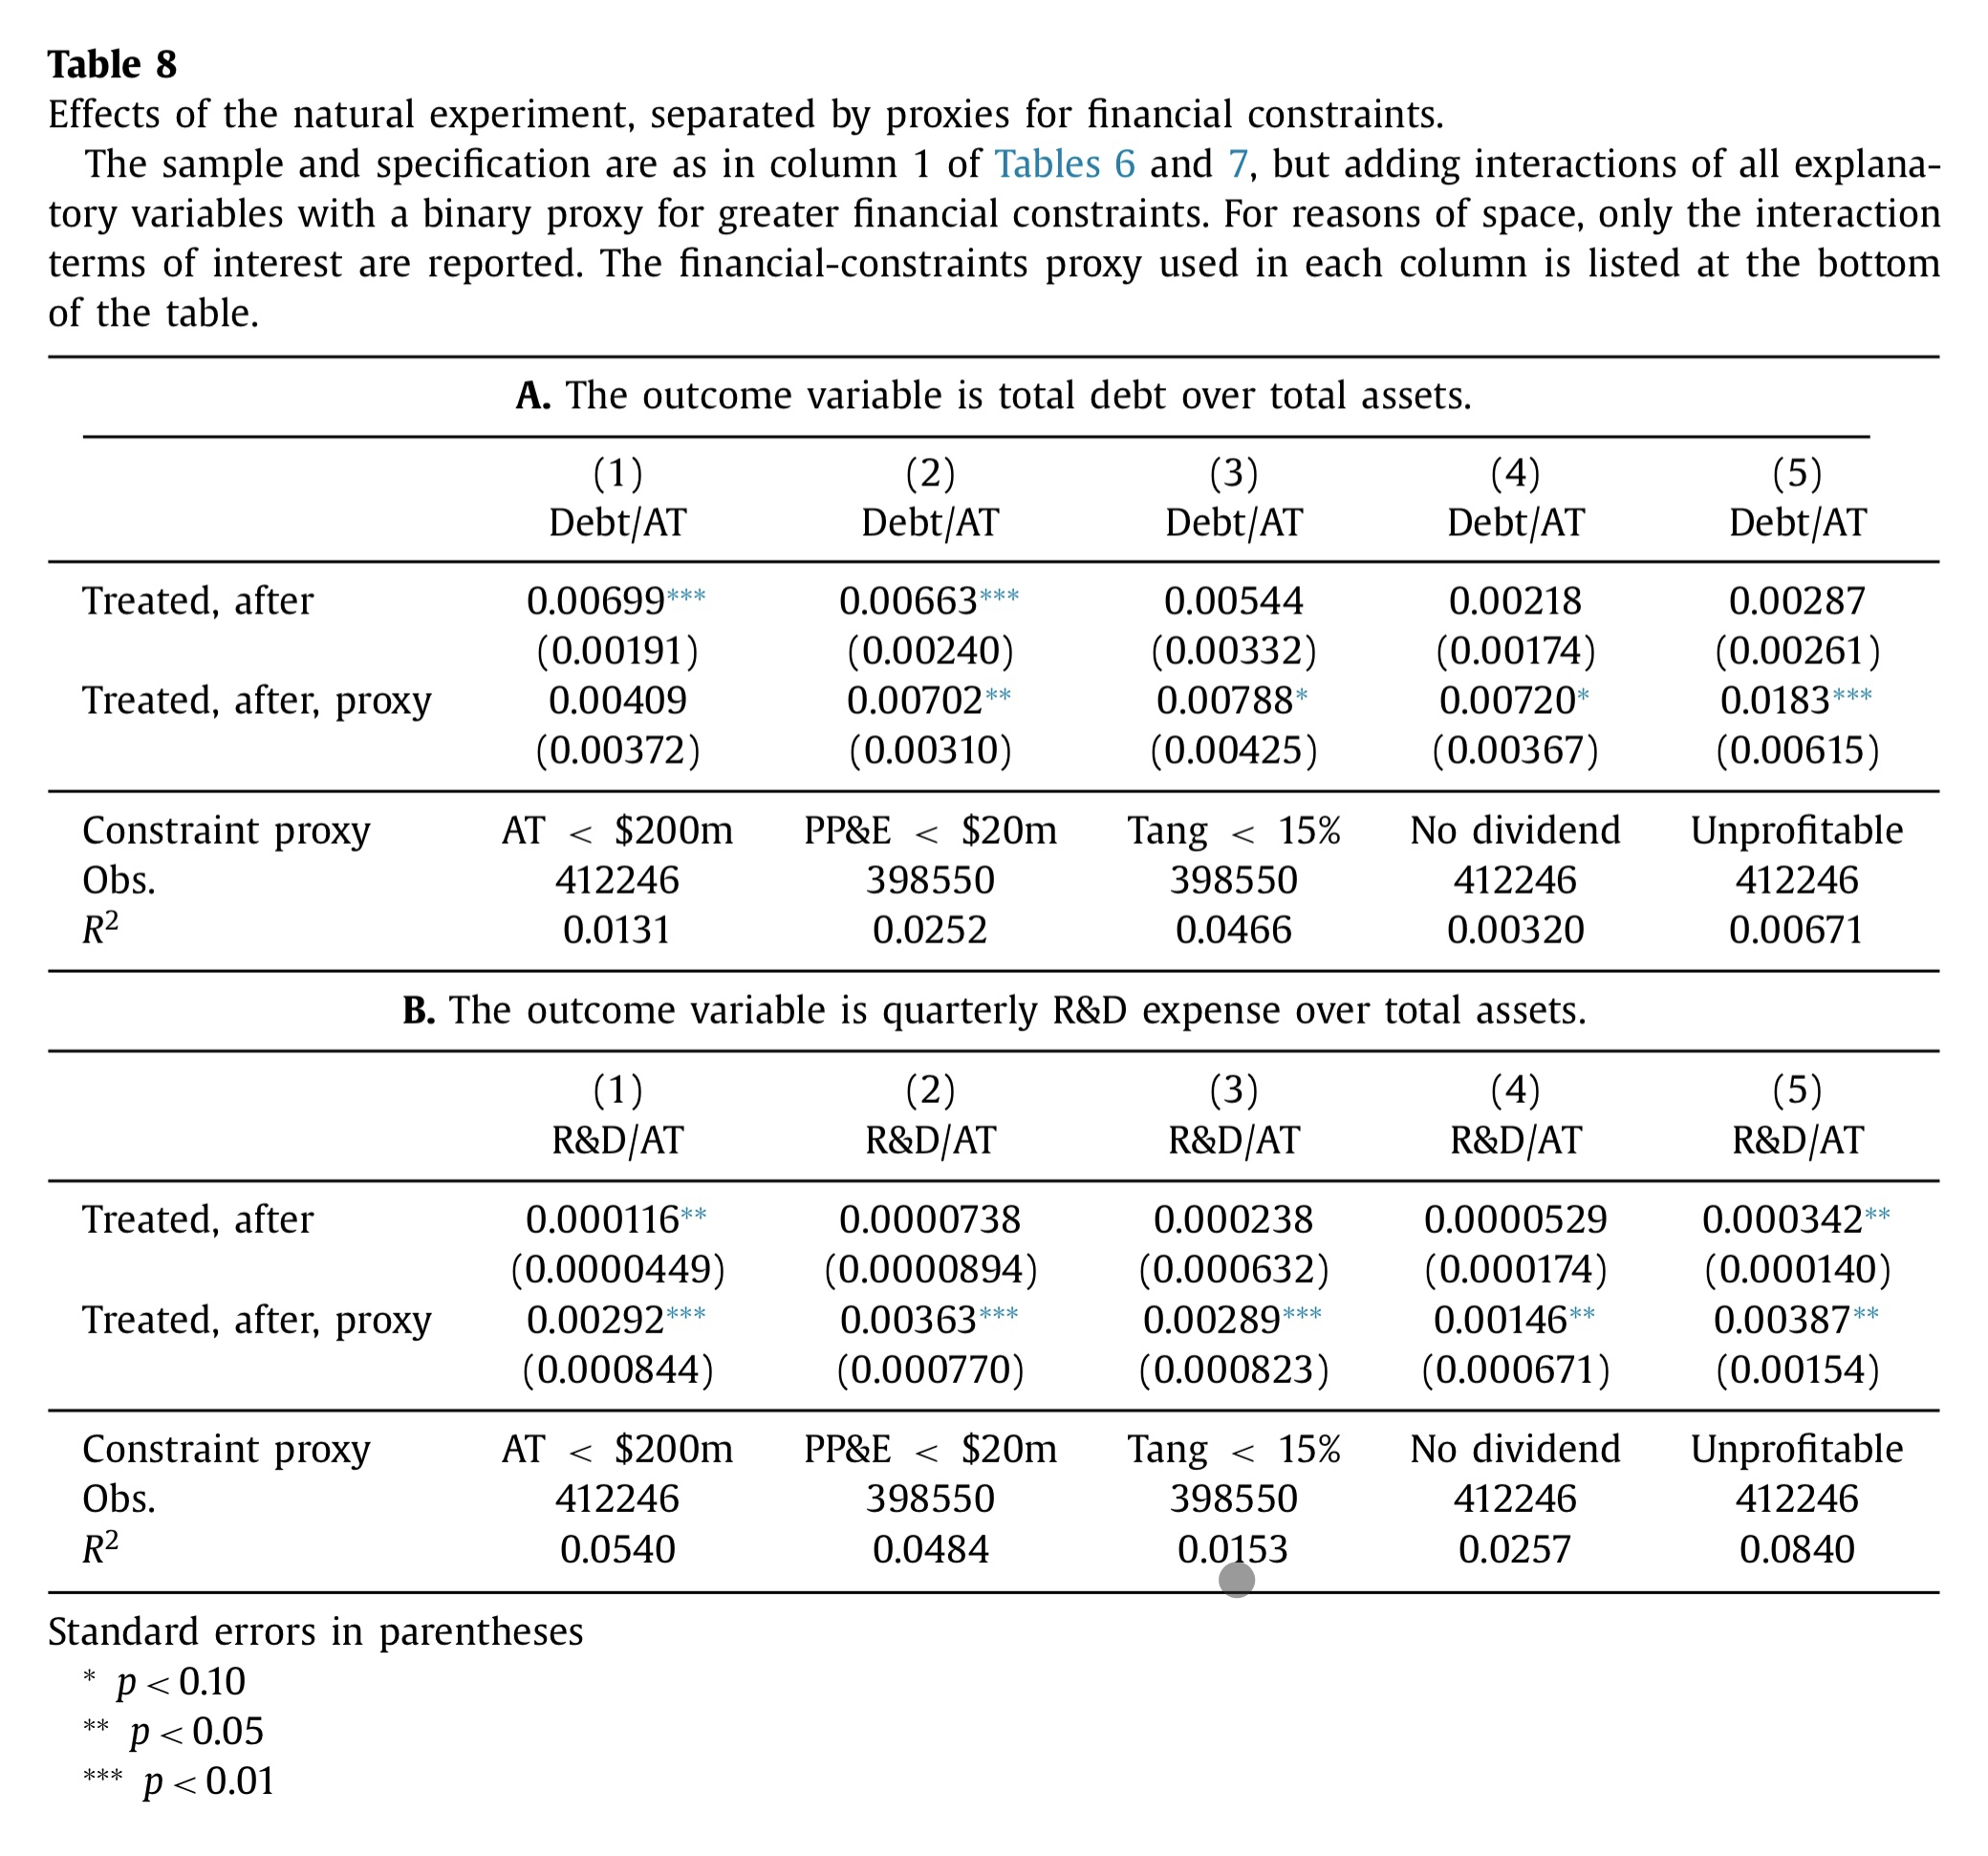 Table 8
Effects of the natural experiment, separated by proxies for financial constraints.
The sample and specification are as in column 1 of Tables 6 and 7, but adding interactions of all explana-
tory variables with a binary proxy for greater financial constraints. For reasons of space, only the interaction
terms of interest are reported. The financial-constraints proxy used in each column is listed at the bottom
of the table.
A. The outcome variable is total debt over total assets.
(1) (2) (3) (4) (5)
Debt/AT Debt/AT Debt/AT Debt/AT Debt/AT
Treated, after 0.00699*** 0.00663*** 0.00544 0.00218 0.00287
(0.00191) (0.00240) (0.00332) (0.00174) (0.00261)
Treated, after, proxy 0.00409 0.00702** 0.00788* 0.00720* 0.0183***
(0.00372) (0.00310) (0.00425) (0.00367) (0.00615)
Constraint proxy AT < $200m PP&E < $20m Tang < 15% No dividend Unprofitable
Obs. 412246 398550 398550 412246 412246
R² 0.0131 0.0252 0.0466 0.00320 0.00671
B. The outcome variable is quarterly R&D expense over total assets.
(1) (2) (3) (4) (5)
R&D/AT R&D/AT R&D/AT R&D/AT R&D/AT
Treated, after 0.000116** 0.0000738 0.000238 0.0000529 0.000342**
(0.0000449) (0.0000894) (0.000632) (0.000174) (0.000140)
Treated, after, proxy 0.00292*** 0.00363*** 0.00289*** 0.00146** 0.00387**
(0.000844) (0.000770) (0.000823) (0.000671) (0.00154)
Constraint proxy AT < $200m PP&E < $20m Tang < 15% No dividend Unprofitable
Obs. 412246 398550 398550 412246 412246
R² 0.0540 0.0484 0.0153 0.0257 0.0840
Standard errors in parentheses
* p < 0.10
** p < 0.05
*** p < 0.01